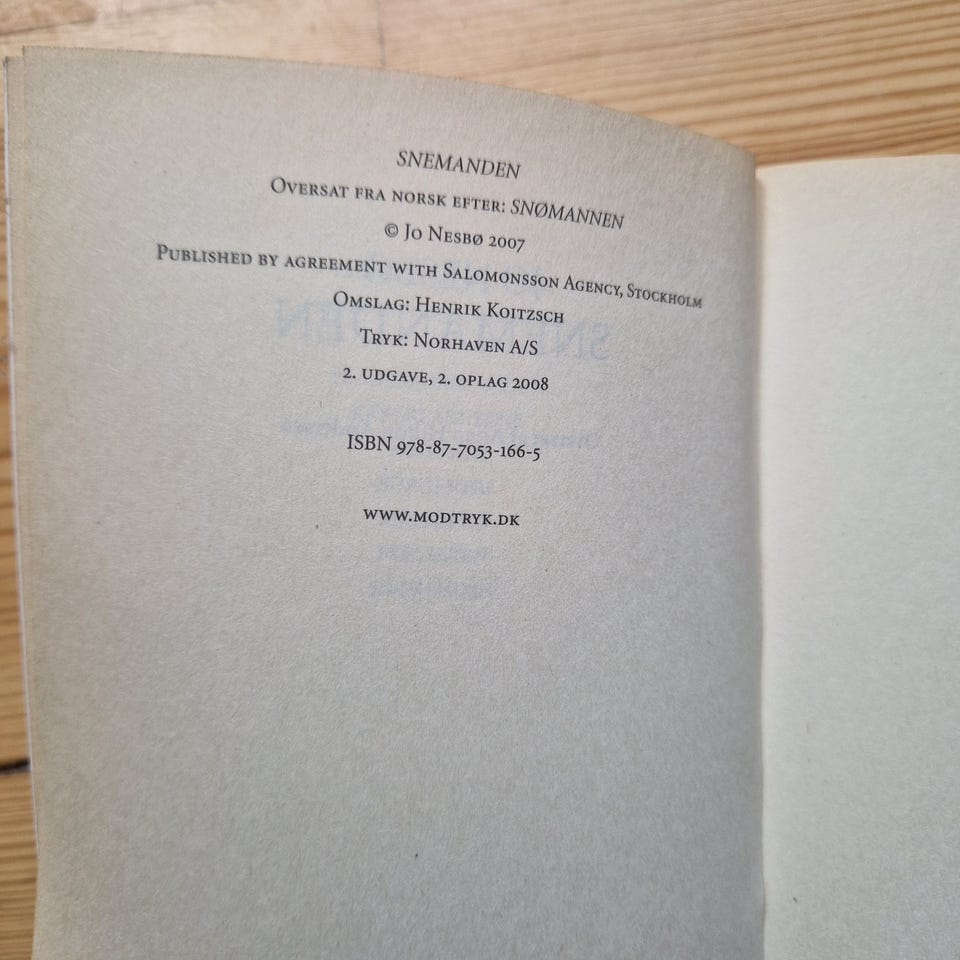 SNEMANDEN
OVERSAT FRA NORSK EFTER: SNØMANNEN
© JO NESBØ 2007
PUBLISHED BY AGREEMENT WITH SALOMONSSON AGENCY, STOCKHOLM
OMSLAG: HENRIK KOITZSCH
TRYK: NORHAVEN A/S
2. UDGAVE, 2. OPLAG 2008
ISBN 978-87-7053-166-5
WWW.MODTRYK.DK